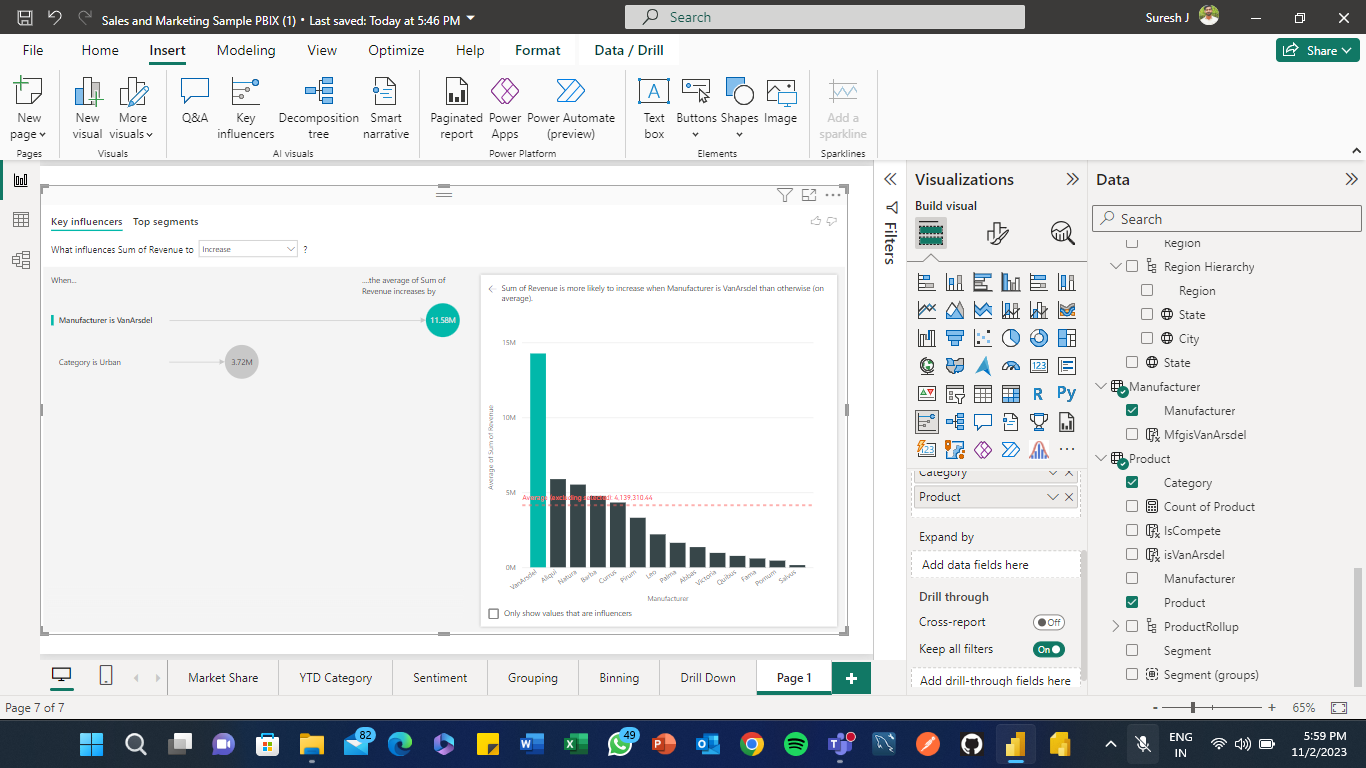 Sales and Marketing Sample PBIX (1) • Last saved: Today at 5:46 PM
Search
Suresh J
File
Home
Insert
Modeling
View
Optimize
Help
Format
Data / Drill
Share
New page
New visual
More visuals
Q&A
Key influencers
Decomposition tree
Smart narrative
Paginated report
Power Apps
Power Automate (preview)
Text box
Buttons
Shapes
Image
Add a sparkline
Pages
Visuals
AI visuals
Power Platform
Elements
Sparklines
Key influencers
Top segments
What influences Sum of Revenue to
Increase
?
When...
....the average of Sum of
Revenue increases by
Manufacturer is VanArsdel
11.58M
Category is Urban
3.72M
Sum of Revenue is more likely to increase when Manufacturer is VanArsdel than otherwise (on
average).
15M
10M
5M
0M
Average of Sum of Revenue
Average (excluding selected): 4,139,310.44
VanArsdel
Aliqui
Natura
Barba
Currus
Pirum
Leo
Palma
Abbas
Victoria
Quibus
Fama
Pomum
Salvus
Manufacturer
Only show values that are influencers
Filters
Visualizations
Build visual
123
R
Py
123
Category
Product
Expand by
Add data fields here
Drill through
Cross-report
Off
Keep all filters
On
Add drill-through fields here
Data
Search
Region
Region Hierarchy
Region
State
City
State
Manufacturer
Manufacturer
MfgisVanArsdel
Product
Category
Count of Product
IsCompete
isVanArsdel
Manufacturer
Product
ProductRollup
Segment
Segment (groups)
Market Share
YTD Category
Sentiment
Grouping
Binning
Drill Down
Page 1
+
Page 7 of 7
-
+
65%
82
49
ENG
IN
5:59 PM
11/2/2023